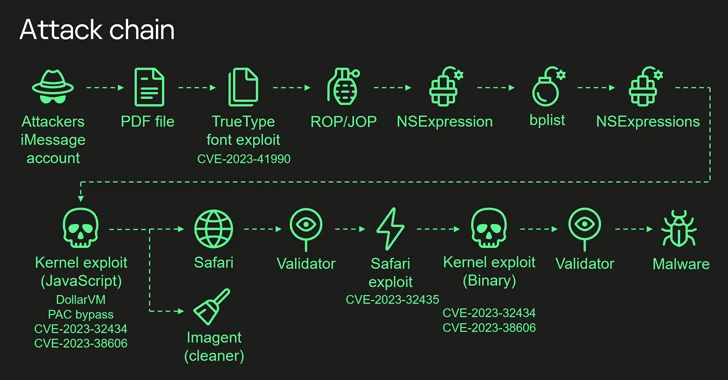 Attack chain
Attackers
iMessage
account
PDF file
TrueType
font exploit
CVE-2023-41990
ROP/JOP
NSExpression
bplist
NSExpressions
Kernel exploit
(JavaScript)
DollarVM
PAC bypass
CVE-2023-32434
CVE-2023-38606
Safari
Imagent
(cleaner)
Validator
Safari
exploit
CVE-2023-32435
Kernel exploit
(Binary)
CVE-2023-32434
CVE-2023-38606
Validator
Malware